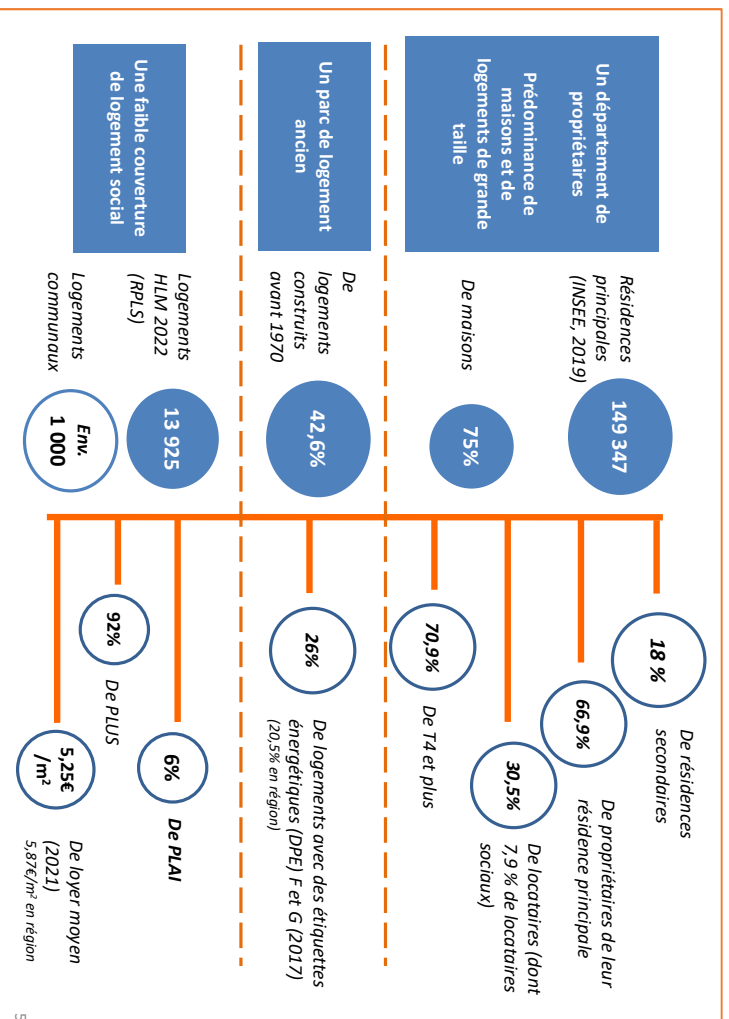 Un département de
propriétaires
Prédominance de
maisons et de
logements de grande
taille
Résidences
principales
(INSEE, 2019)
149 347
De maisons
75%
18 %
De résidences
secondaires
66,9%
De propriétaires de leur
résidence principale
30,5%
De locataires (dont
7,9 % de locataires
sociaux)
70,9%
De T4 et plus
Un parc de logement
ancien
De
logements
construits
avant 1970
42,6%
26%
De logements avec des étiquettes
énergétiques (DPE) F et G (2017)
(20,5% en région)
Une faible couverture
de logement social
Logements
HLM 2022
(RPLS)
13 925
Logements
communaux
Env.
1 000
6%
De PLAI
92%
De PLUS
5,25€
/m²
De loyer moyen
(2021)
5,87€/m² en région
5